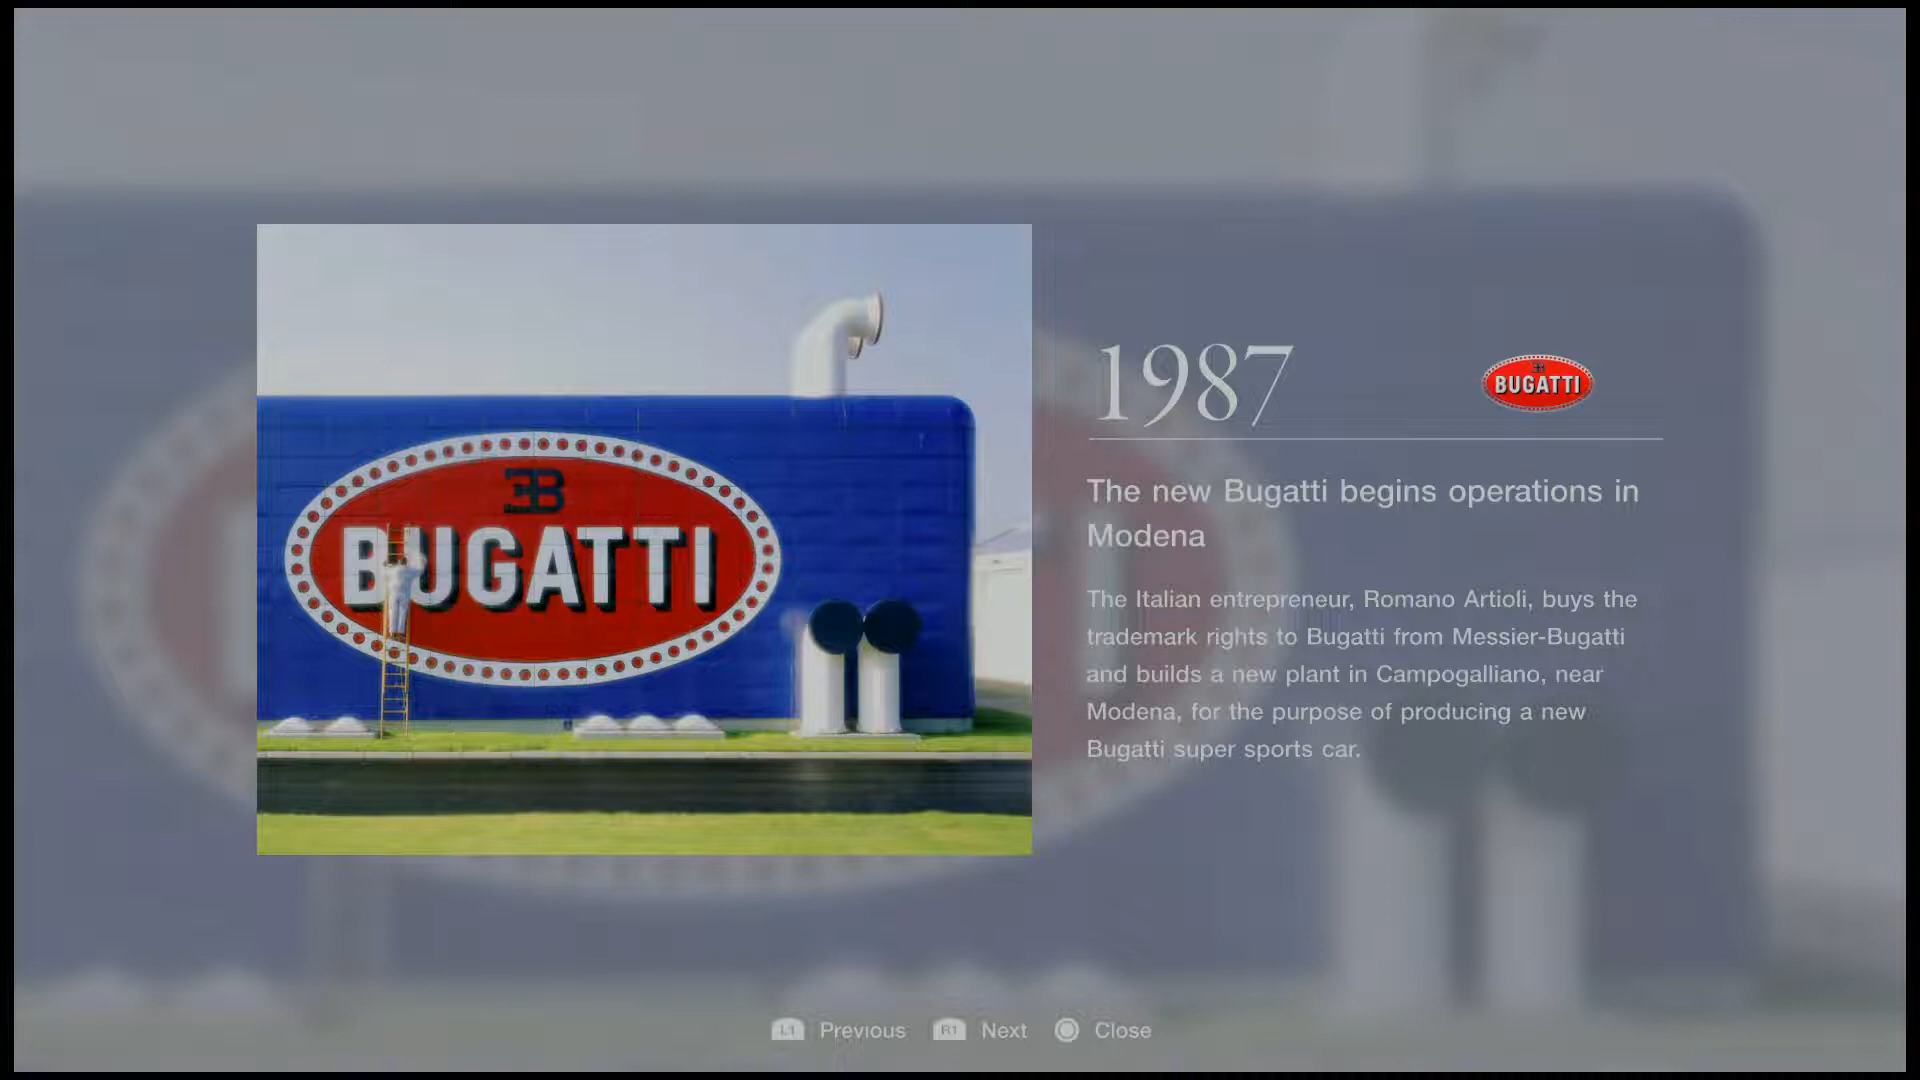 EB
BUGATTI
1987
EB
BUGATTI
The new Bugatti begins operations in
Modena
The Italian entrepreneur, Romano Artioli, buys the
trademark rights to Bugatti from Messier-Bugatti
and builds a new plant in Campogalliano, near
Modena, for the purpose of producing a new
Bugatti super sports car.
L1 Previous R1 Next Close